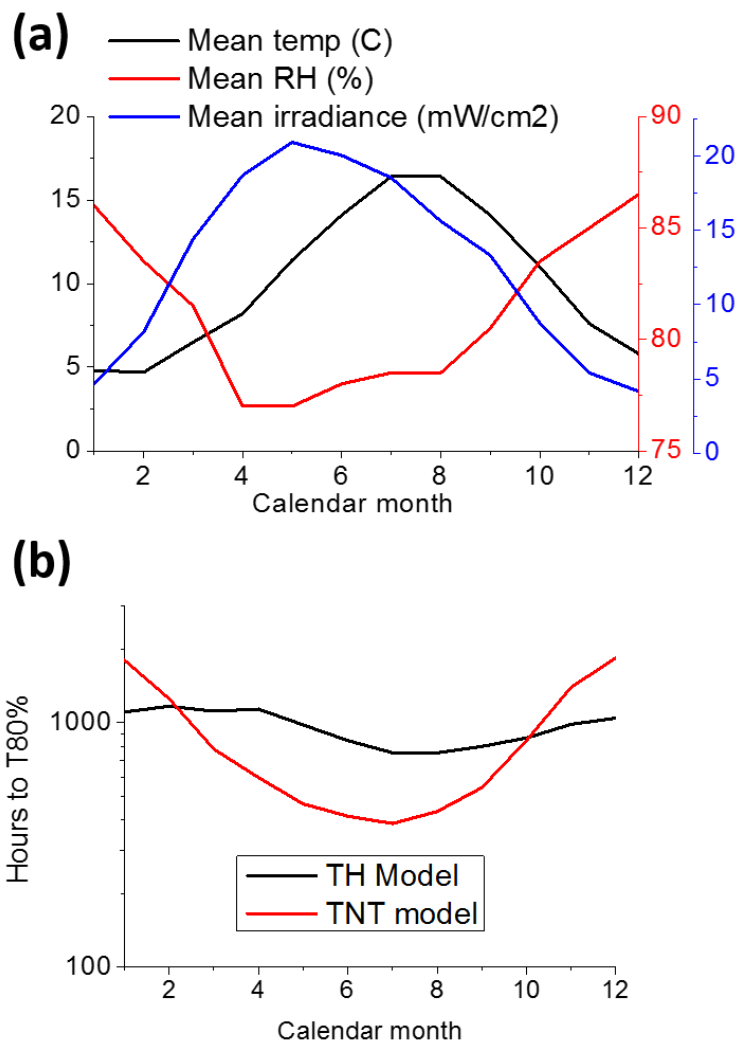 (a)
Mean temp (C)
Mean RH (%)
Mean irradiance (mW/cm2)
20
15
10
5
0
90
85
80
75
20
15
10
5
0
2 4 6 8 10 12
Calendar month
(b)
Hours to T80%
1000
100
TH Model
TNT model
2 4 6 8 10 12
Calendar month